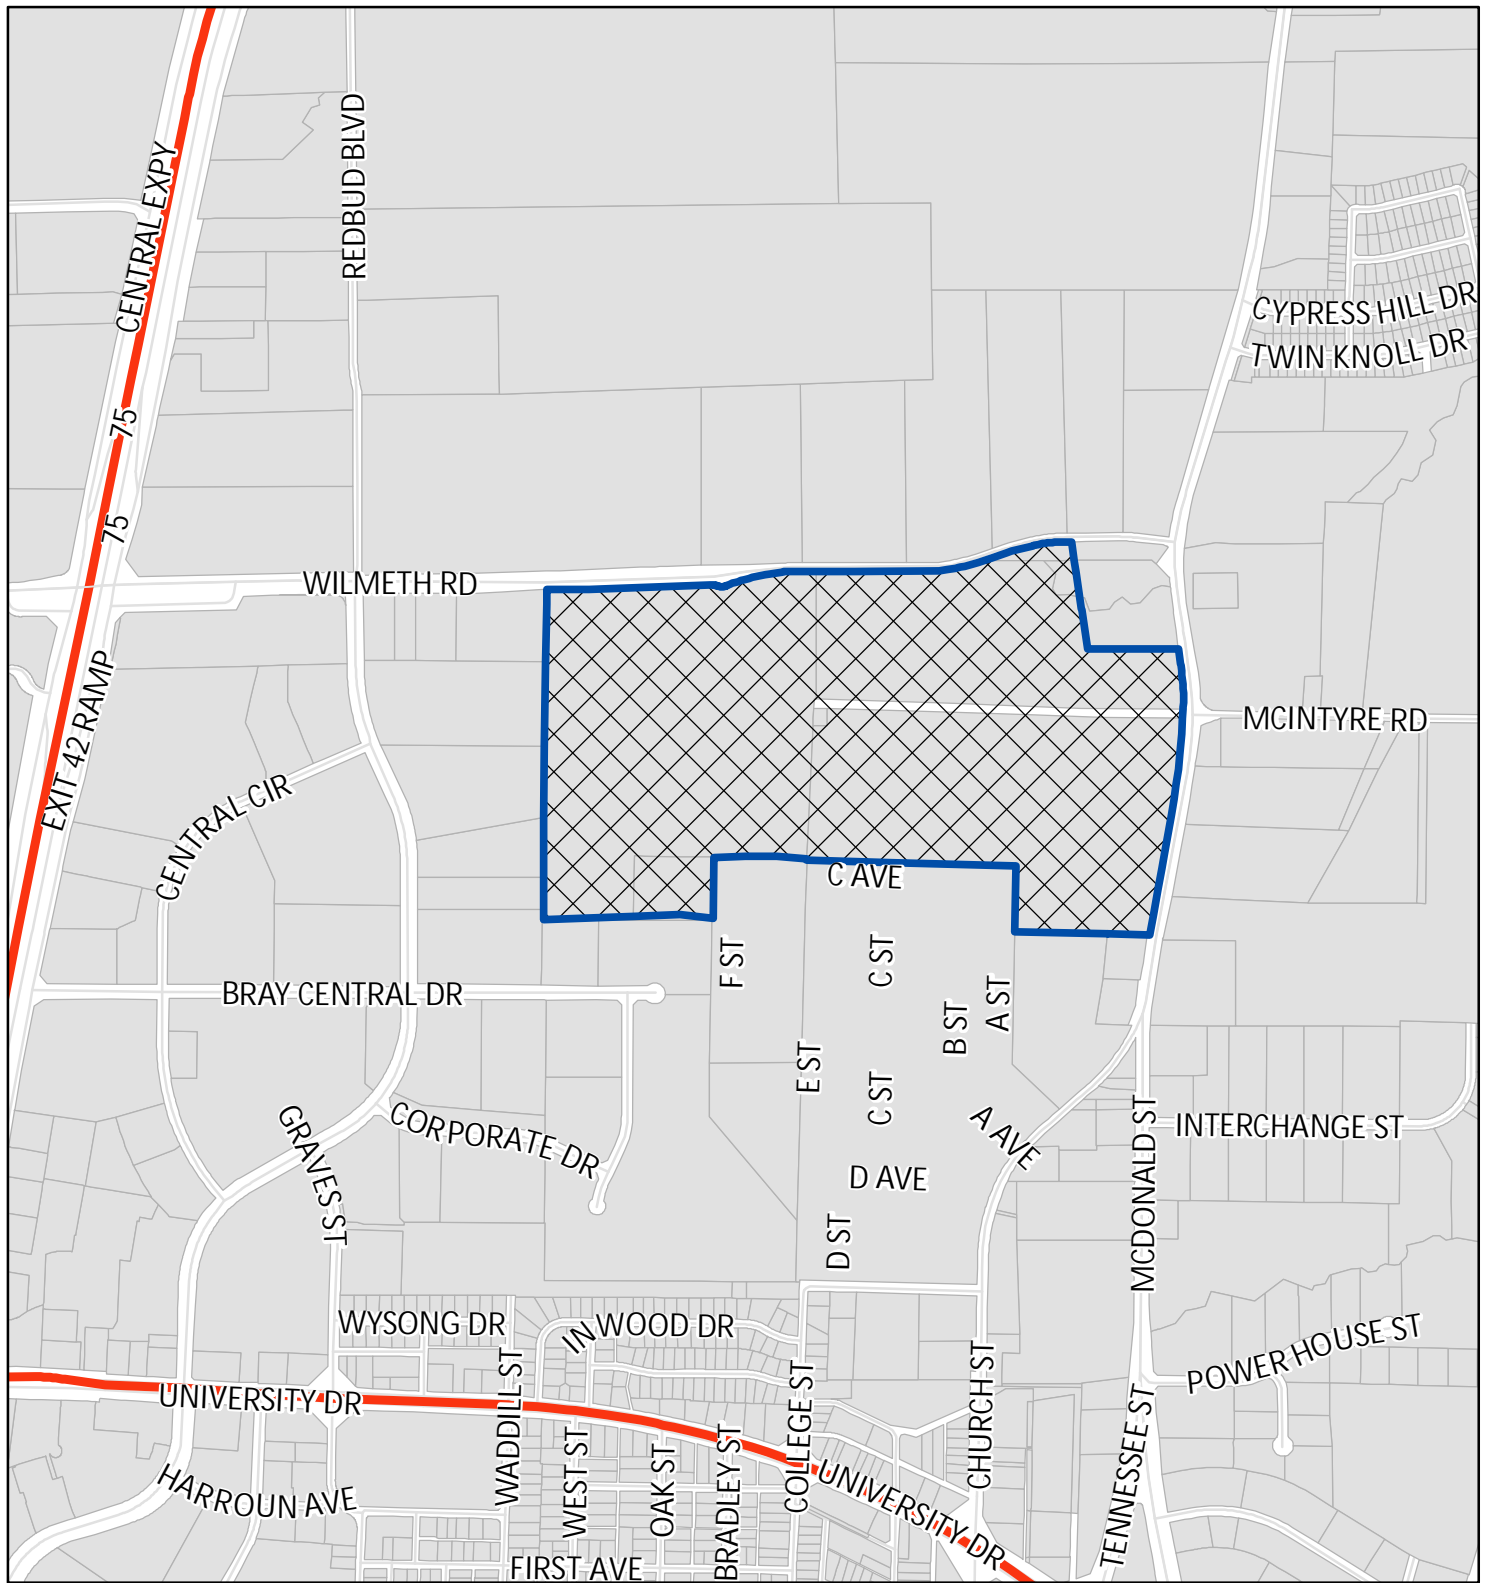 REDBUD BLVD
CENTRAL EXPY
CYPRESS HILL DR
TWIN KNOLL DR
75
75
WILMETH RD
EXIT 42 RAMP
MCINTYRE RD
CENTRAL CIR
C AVE
F ST
C ST
A ST
BRAY CENTRAL DR
B ST
E ST
C ST
GRAVES ST
CORPORATE DR
A AVE
MCDONALD ST
INTERCHANGE ST
D AVE
D ST
WYSONG DR
INWOOD DR
POWER HOUSE ST
UNIVERSITY DR
WADDILL ST
COLLEGE ST
CHURCH ST
TENNESSEE ST
HARROUN AVE
WEST ST
OAK ST
BRADLEY ST
UNIVERSITY DR
FIRST AVE